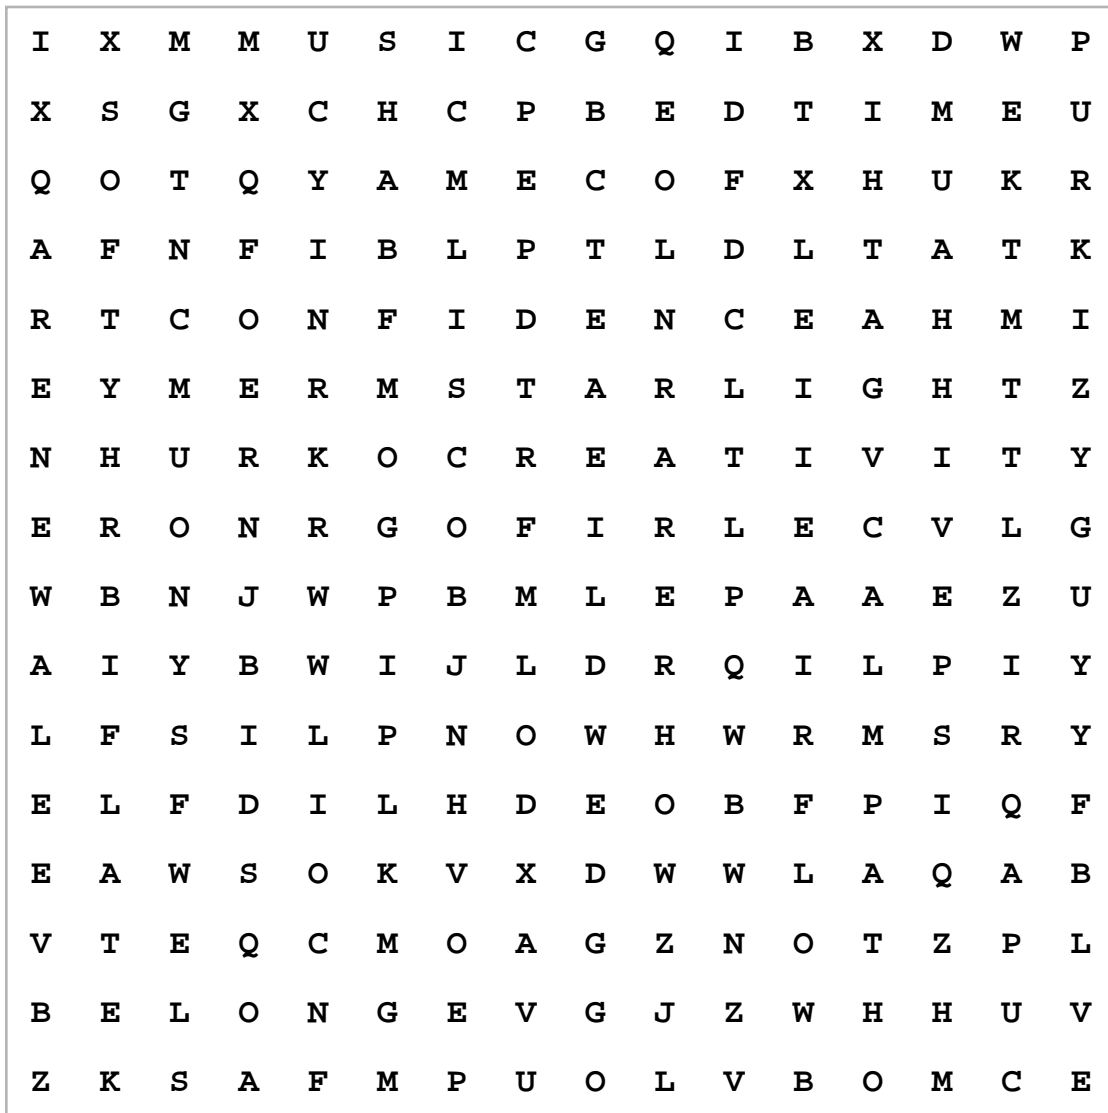 I X M M U S I C G Q I B X D W P
X S G X C H C P B E D T I M E U
Q O T Q Y A M E C O F X H U K R
A F N F I B L P T L D L T A T K
R T C O N F I D E N C E A H M I
E Y M E R M S T A R L I G H T Z
N H U R K O C R E A T I V I T Y
E R O N R G O F I R L E C V L G
W B N J W P B M L E P A A E Z U
A I Y B W I J L D R Q I L P I Y
L F S I L P N O W H W R M S R Y
E L F D I L H D E O B F P I Q F
E A W S O K V X D W W L A Q A B
V T E Q C M O A G Z N O T Z P L
B E L O N G E V G J Z W H H U V
Z K S A F M P U O L V B O M C E